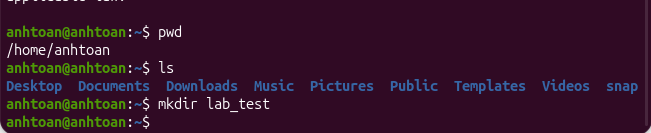 anhtoan@anhtoan:~$ pwd
/home/anhtoan
anhtoan@anhtoan:~$ ls
Desktop  Documents  Downloads  Music  Pictures  Public  Templates  Videos  snap
anhtoan@anhtoan:~$ mkdir lab_test
anhtoan@anhtoan:~$